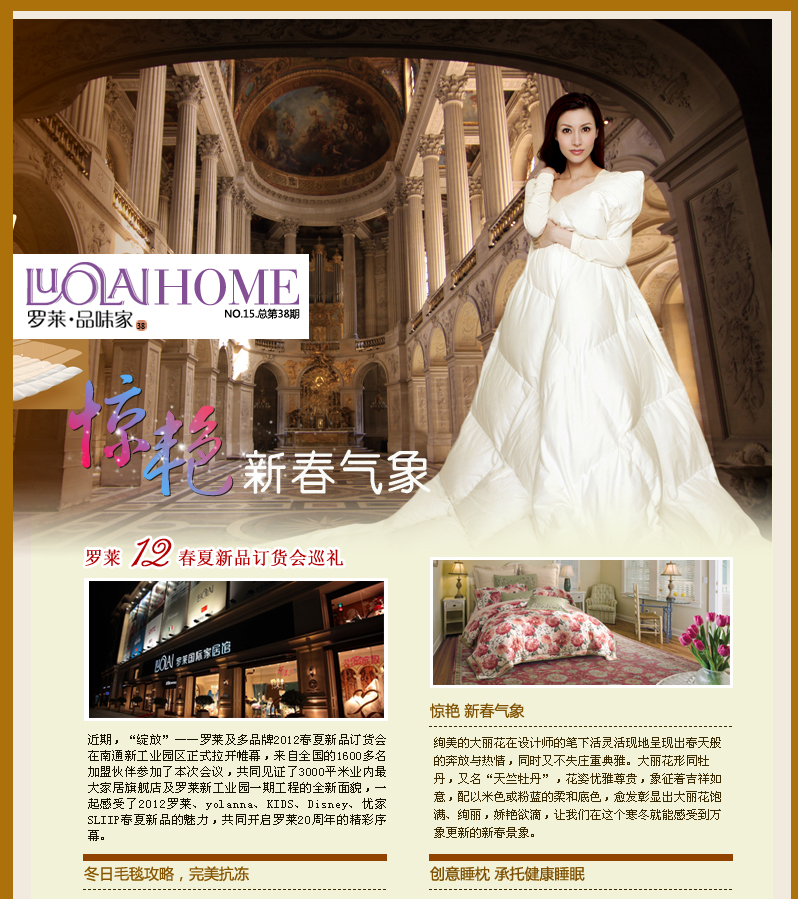 LUOLAI HOME
罗莱·品味家 38
NO.15.总第38期
惊艳 新春气象
罗莱 12 春夏新品订货会巡礼
LUOLAI 罗莱国际家居馆
近期，“绽放”一一罗莱及多品牌2012春夏新品订货会
在南通新工业园区正式拉开帷幕，来自全国的1600多名
加盟伙伴参加了本次会议，共同见证了3000平米业内最
大家居旗舰店及罗莱新工业园一期工程的全新面貌，一
起感受了2012罗莱、yolanna、KIDS、Disney、忧家
SLIIP春夏新品的魅力，共同开启罗莱20周年的精彩序
幕。
惊艳 新春气象
绚美的大丽花在设计师的笔下活灵活现地呈现出春天般
的奔放与热情，同时又不失庄重典雅。大丽花形同牡
丹，又名“天竺牡丹”，花姿优雅尊贵，象征着吉祥如
意，配以米色或粉蓝的柔和底色，愈发彰显出大丽花饱
满、绚丽，娇艳欲滴，让我们在这个寒冬就能感受到万
象更新的新春景象。
冬日毛毯攻略，完美抗冻
创意睡枕 承托健康睡眠